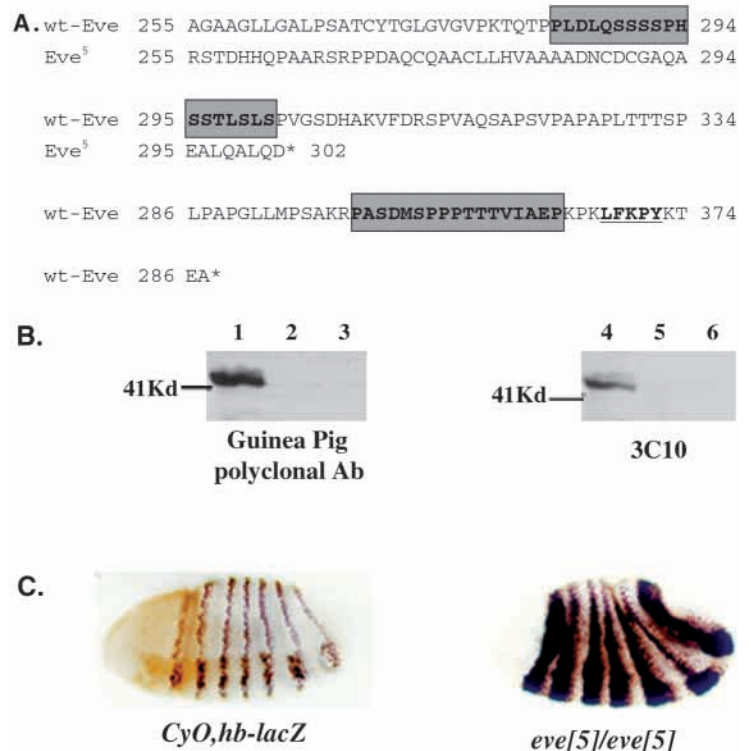 A. wt-Eve 255 AGAAGLLGALPSATCYTGLGVGVPKTQTPPLDLQSSSSPH 294
Eve5 255 RSTDHHQPAARSRPPDAQCQAACLLHVAAAADNCDCGAQA 294
wt-Eve 295 SSTLSLSPVGSDHAKVFDRSPVAQSAPSVPAPAPLTTTSP 334
Eve5 295 EALQALQD* 302
wt-Eve 286 LPAPGLLMPSAKRPASDMSPPPTTTVIAEPKPKLFKPYKT 374
wt-Eve 286 EA*
B. 1 2 3 4 5 6
41Kd 41Kd
Guinea Pig
polyclonal Ab
3C10
C.
CyO,hb-lacZ eve[5]/eve[5]